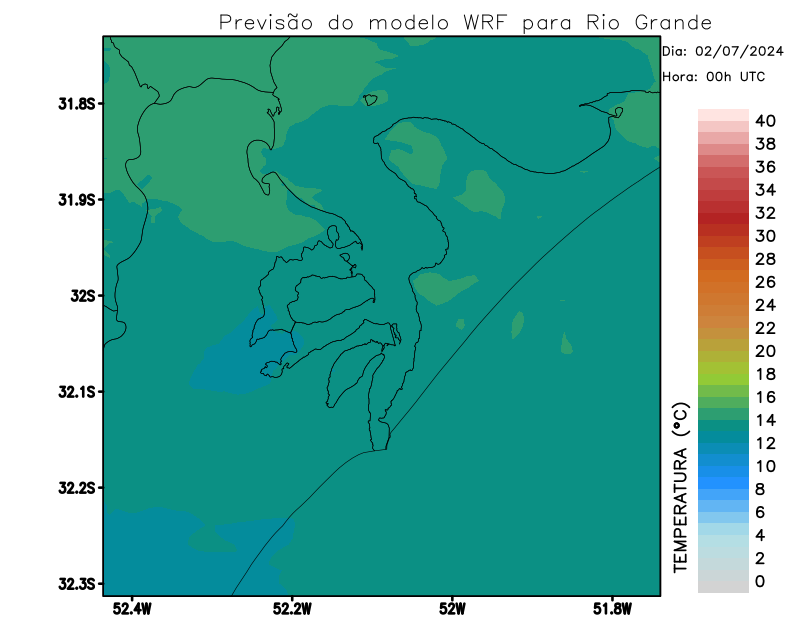 Previsão do modelo WRF para Rio Grande
Dia: 02/07/2024
Hora: 00h UTC
31.8S
31.9S
32S
32.1S
32.2S
32.3S
52.4W
52.2W
52W
51.8W
TEMPERATURA (°C)
40
38
36
34
32
30
28
26
24
22
20
18
16
14
12
10
8
6
4
2
0